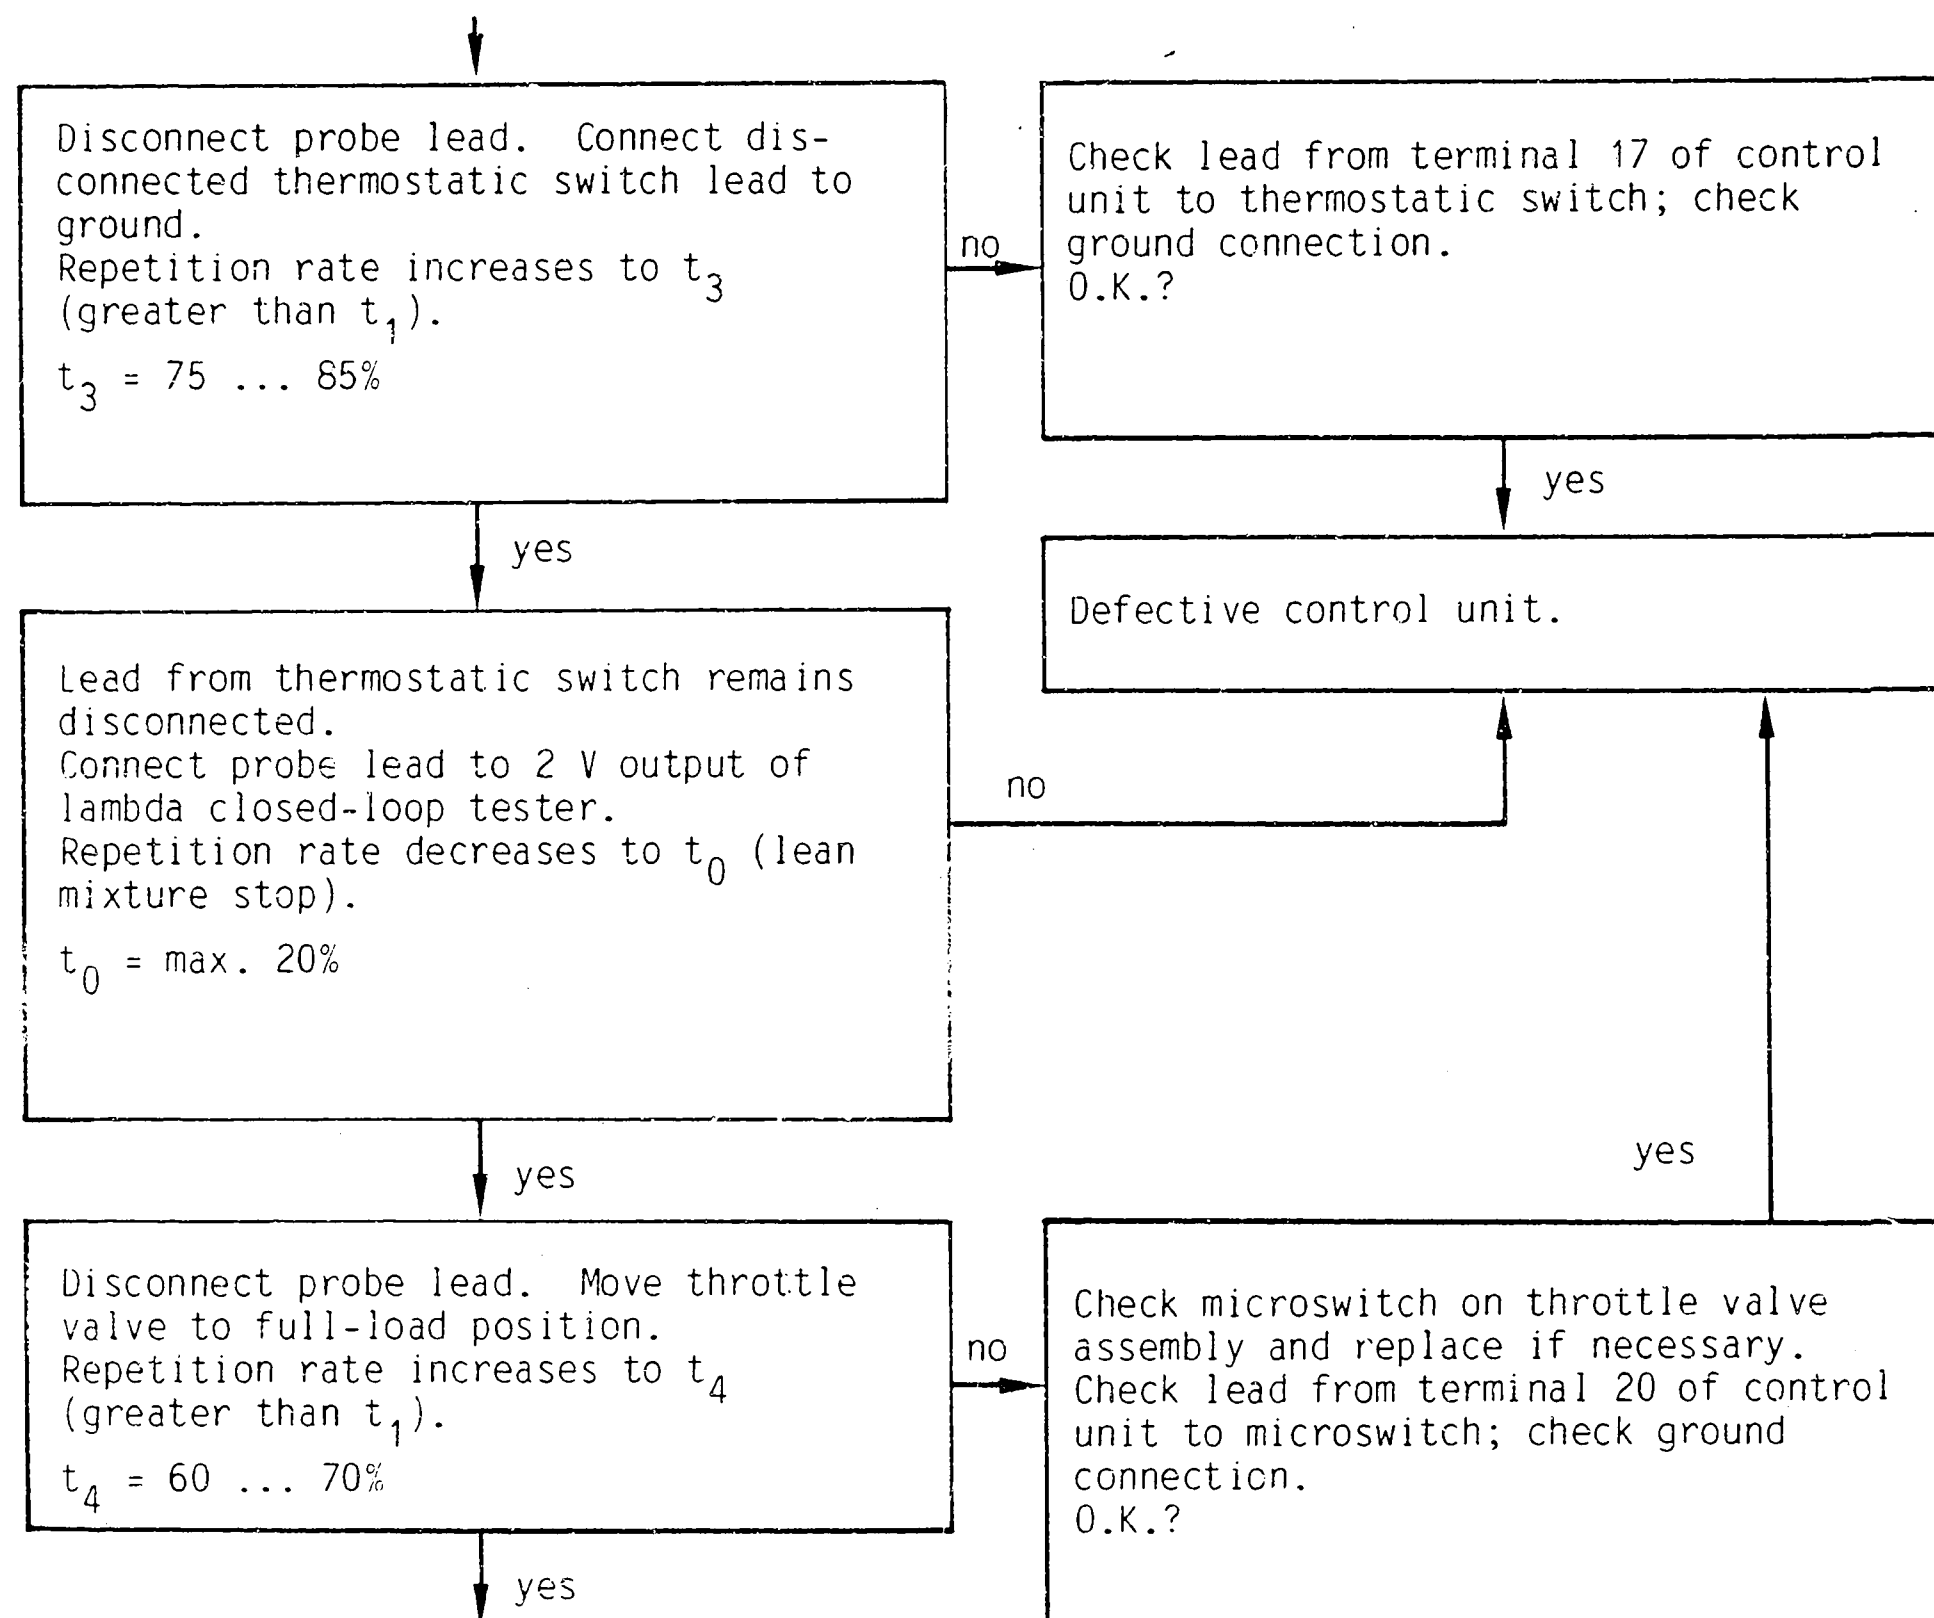 Disconnect probe lead. Connect dis-
connected thermostatic switch lead to
ground.
Repetition rate increases to t3
(greater than t1).
t3 = 75 ... 85%
no
Check lead from terminal 17 of control
unit to thermostatic switch; check
ground connection.
O.K.?
yes
yes
Defective control unit.
Lead from thermostatic switch remains
disconnected.
Connect probe lead to 2 V output of
lambda closed-loop tester.
Repetition rate decreases to t0 (lean
mixture stop).
t0 = max. 20%
no
yes
yes
Disconnect probe lead. Move throttle
valve to full-load position.
Repetition rate increases to t4
(greater than t1).
t4 = 60 ... 70%
no
Check microswitch on throttle valve
assembly and replace if necessary.
Check lead from terminal 20 of control
unit to microswitch; check ground
connection.
O.K.?
yes